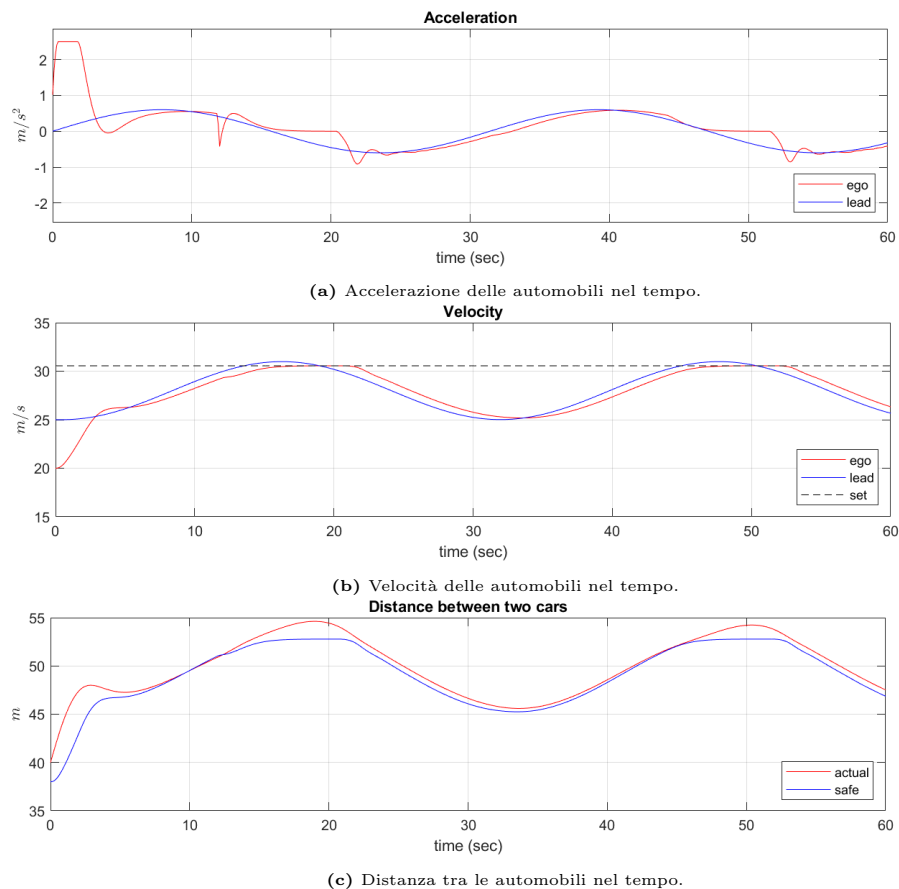 Acceleration
m/s²
2
1
0
-1
-2
ego
lead
0 10 20 30 40 50 60
time (sec)
(a) Accelerazione delle automobili nel tempo.
Velocity
m/s
35
30
25
20
15
ego
lead
set
0 10 20 30 40 50 60
time (sec)
(b) Velocità delle automobili nel tempo.
Distance between two cars
m
55
50
45
40
35
actual
safe
0 10 20 30 40 50 60
time (sec)
(c) Distanza tra le automobili nel tempo.